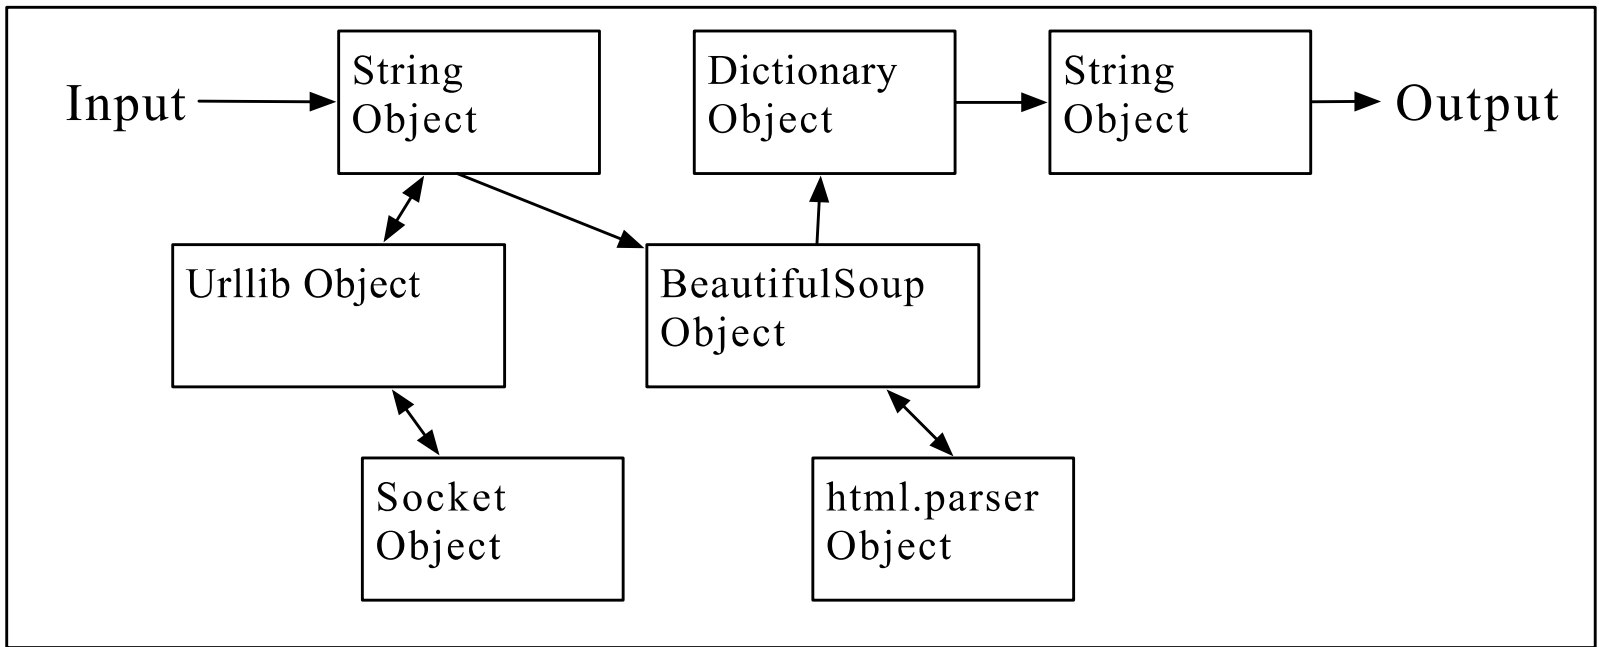 Input
String
Object
Dictionary
Object
String
Object
Output
Urllib Object
BeautifulSoup
Object
Socket
Object
html.parser
Object